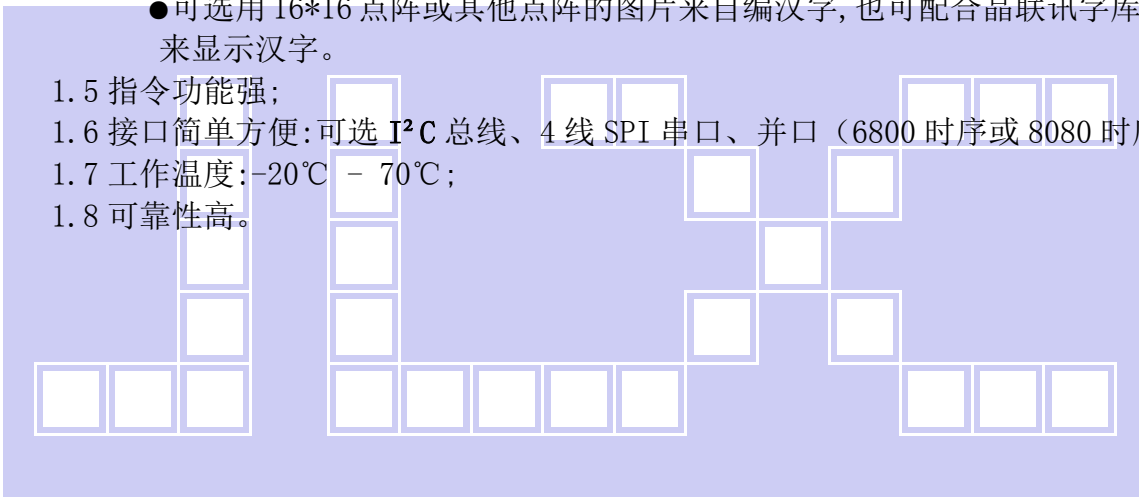 ●可选用 16*16 点阵或其他点阵的图片来自编汉字,也可配合晶联讯字库
来显示汉字。
1.5 指令功能强;
1.6 接口简单方便:可选 I²C 总线、4 线 SPI 串口、并口（6800 时序或 8080 时
1.7 工作温度:-20℃ - 70℃;
1.8 可靠性高。